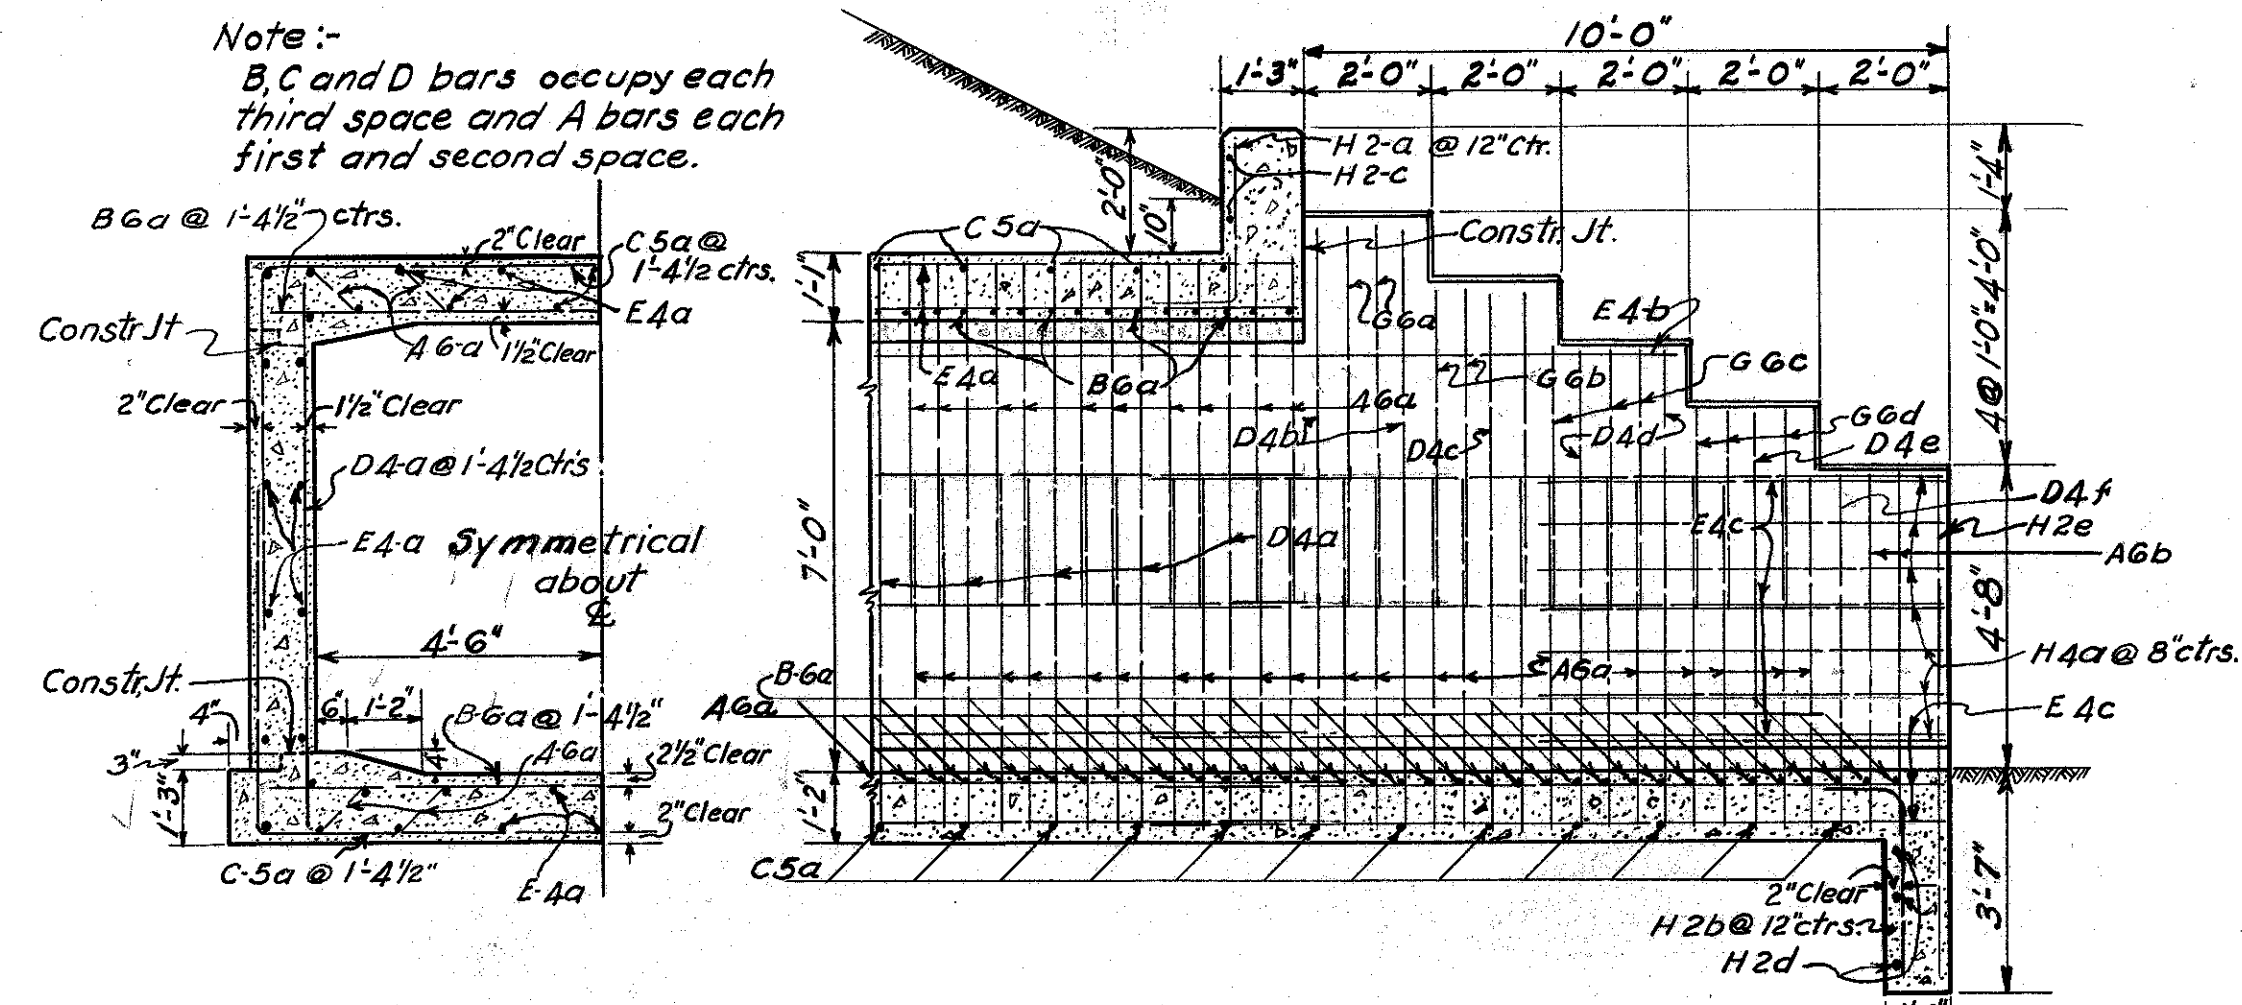 Note:-
B, C and D bars occupy each
third space and A bars each
first and second space.
B6a @ 1'-4½" ctrs.
2" Clear
C5a @
1'-4½ ctrs.
E4a
Constr Jt
A6-a
1½" Clear
2" Clear
1½" Clear
D4-a @ 1'-4½ Ctrs
E4-a
Symmetrical
about
℄
4'-6"
Constr. Jt.
6"
1'-2"
4"
B-6a @ 1'-4½"
A-6a
4"
2½" Clear
3"
1'-3"
2" Clear
C-5a @ 1'-4½"
E-4a
10'-0"
1'-3"
2'-0"
2'-0"
2'-0"
2'-0"
2'-0"
H2-a @ 12" Ctr.
H2-c
2'-0"
10"
1'-4"
C5a
Constr. Jt.
1'-1"
G6a
E4b
4@1'-0"=4'-0"
E4a
B6a
G6b
G6c
A6a
D4b
D4c
D4d
G6d
D4e
D4f
H2e
E4c
A6b
D4a
7'-0"
4'-8"
H4a @ 8" ctrs.
B-6a
A6a
A6a
E4c
1'-2"
C5a
2" Clear
H2b @ 12" ctrs.
H2d
3'-7"